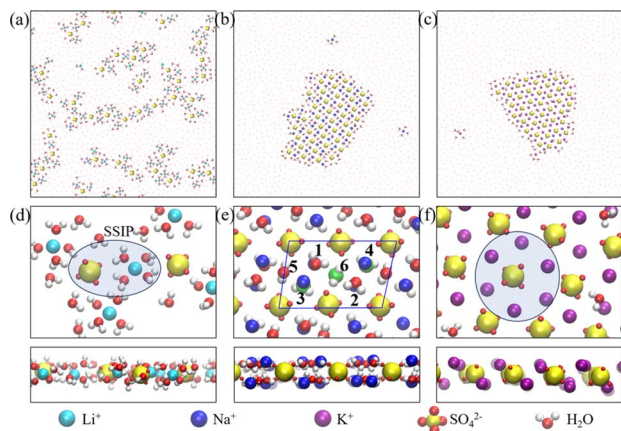 (a) (b) (c)
(d) SSIP (e) 1 4 (f)
5 6
3 2
Li⁺ Na⁺ K⁺ SO₄²⁻ H₂O